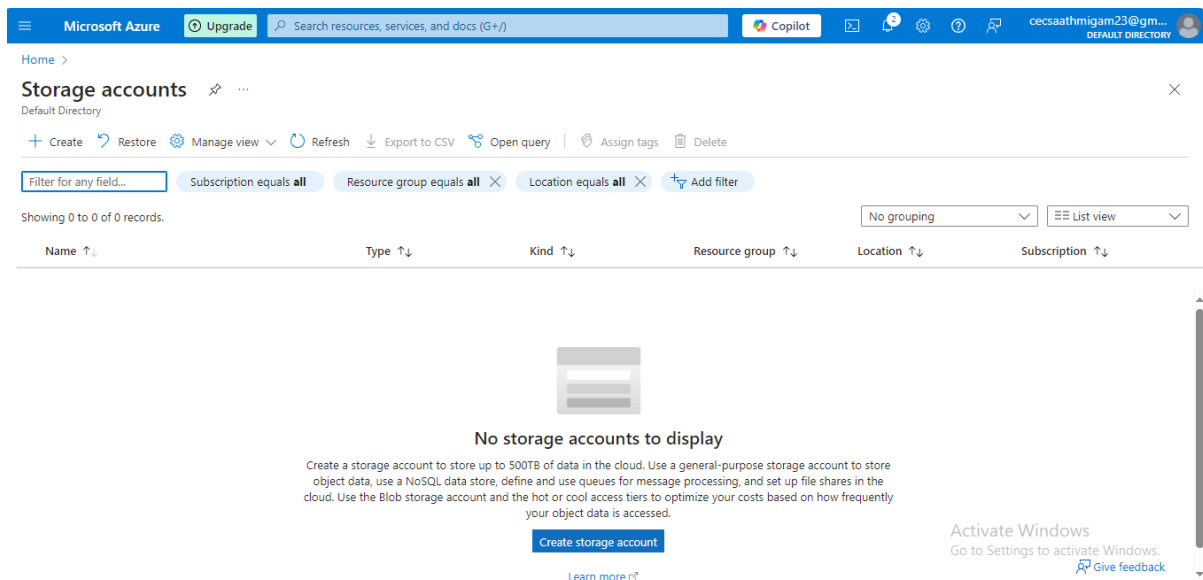 Microsoft Azure Upgrade Search resources, services, and docs (G+/) Copilot 2 cecsaathmigam23@gm...
DEFAULT DIRECTORY
Home >
Storage accounts ...
Default Directory
Create Restore Manage view Refresh Export to CSV Open query Assign tags Delete
Filter for any field... Subscription equals all Resource group equals all Location equals all Add filter
Showing 0 to 0 of 0 records. No grouping List view
Name Type Kind Resource group Location Subscription
No storage accounts to display
Create a storage account to store up to 500TB of data in the cloud. Use a general-purpose storage account to store
object data, use a NoSQL data store, define and use queues for message processing, and set up file shares in the
cloud. Use the Blob storage account and the hot or cool access tiers to optimize your costs based on how frequently
your object data is accessed.
Create storage account
Activate Windows
Go to Settings to activate Windows.
Give feedback
Learn more